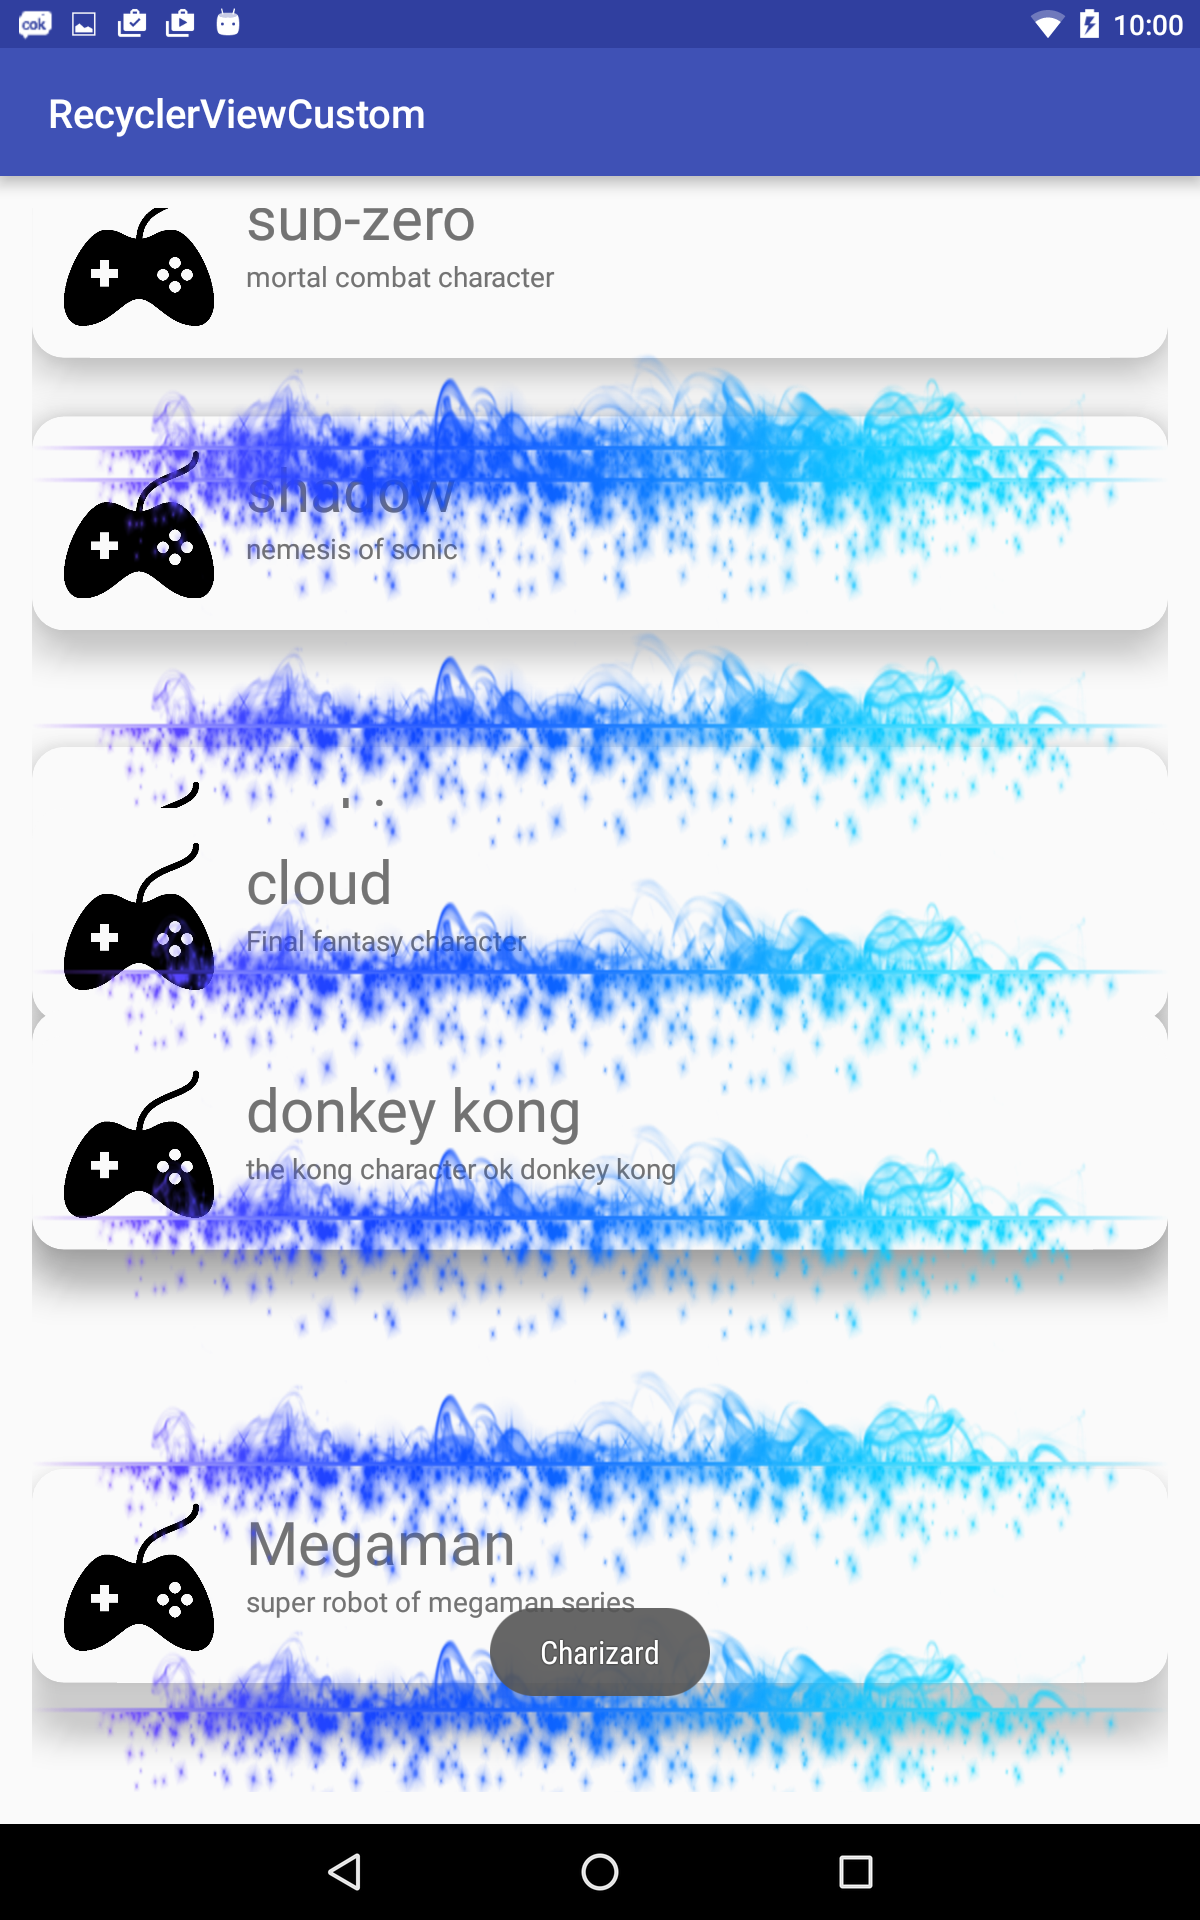 cok
10:00
RecyclerViewCustom
sub-zero
mortal combat character
shadow
nemesis of sonic
cloud
Final fantasy character
donkey kong
the kong character ok donkey kong
Megaman
super robot of megaman series
Charizard